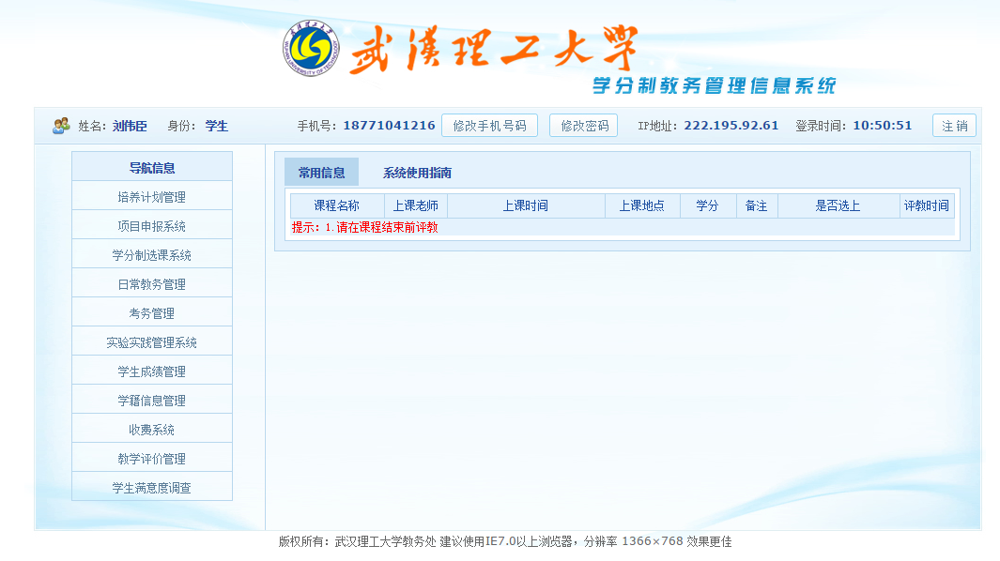 武漢理工大學
学分制教务管理信息系统
姓名：刘伟臣 身份：学生 手机号：18771041216 修改手机号码 修改密码 IP地址：222.195.92.61 登录时间：10:50:51 注 销
导航信息
培养计划管理
项目申报系统
学分制选课系统
日常教务管理
考务管理
实验实践管理系统
学生成绩管理
学籍信息管理
收费系统
教学评价管理
学生满意度调查
常用信息 系统使用指南
课程名称 上课老师 上课时间 上课地点 学分 备注 是否选上 评教时间
提示：1.请在课程结束前评教
版权所有：武汉理工大学教务处 建议使用IE7.0以上浏览器，分辨率 1366×768 效果更佳